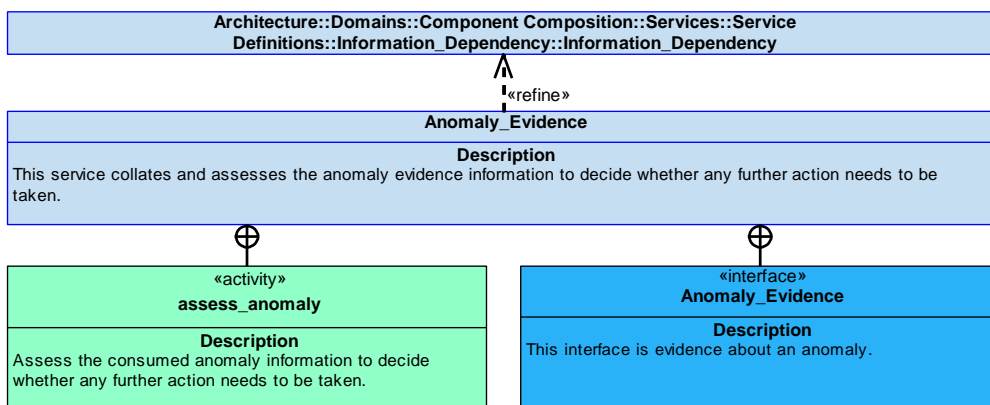 Architecture::Domains::Component Composition::Services::Service
Definitions::Information_Dependency::Information_Dependency
«refine»
Anomaly_Evidence
Description
This service collates and assesses the anomaly evidence information to decide whether any further action needs to be
taken.
«activity»
assess_anomaly
Description
Assess the consumed anomaly information to decide
whether any further action needs to be taken.
«interface»
Anomaly_Evidence
Description
This interface is evidence about an anomaly.